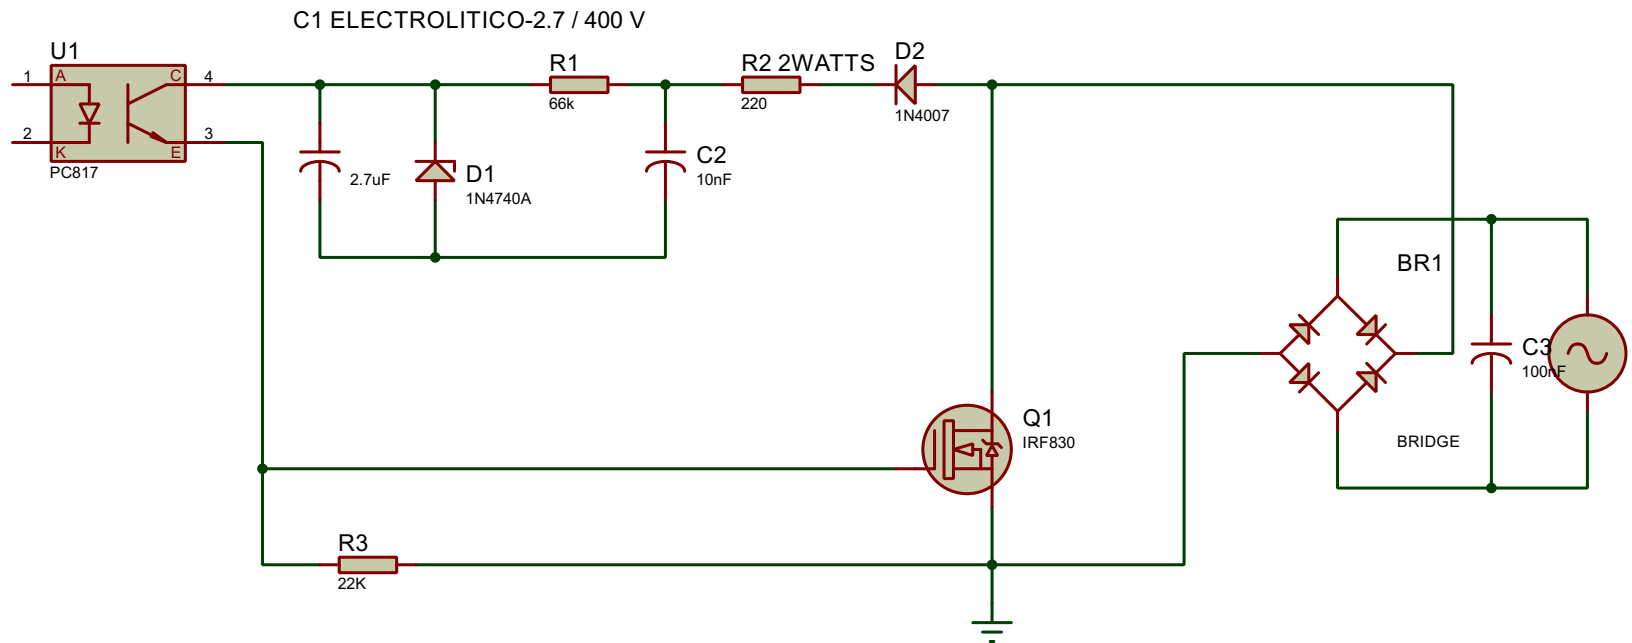 C1 ELECTROLITICO-2.7 / 400 V
U1
1
A
C
4
2
K
E
3
PC817
2.7uF
D1
1N4740A
R1
66k
C2
10nF
R2 2WATTS
220
D2
1N4007
BR1
BRIDGE
C3
100nF
Q1
IRF830
R3
22K